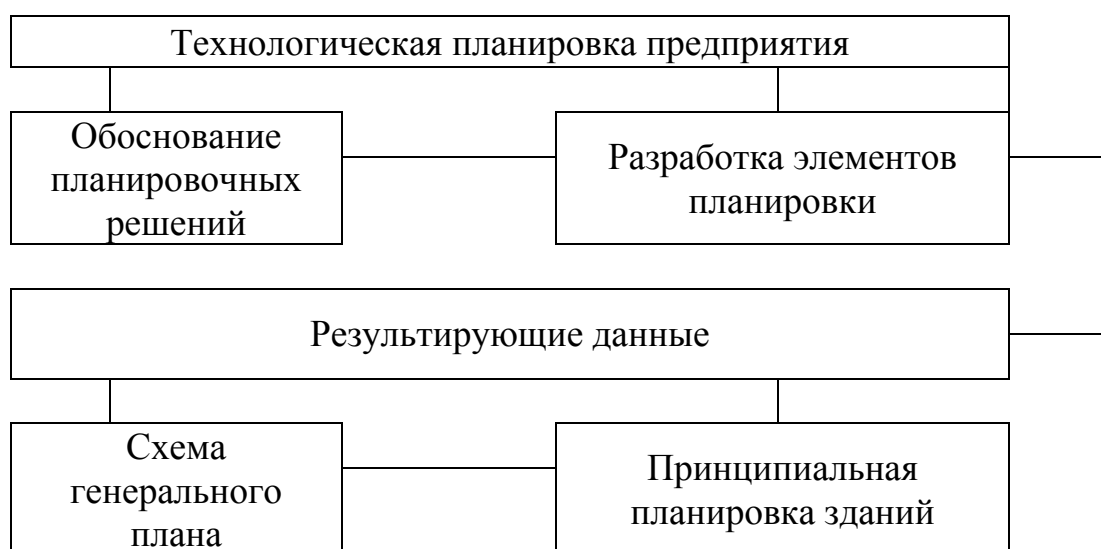 Технологическая планировка предприятия
Обоснование
планировочных
решений
Разработка элементов
планировки
Результирующие данные
Схема
генерального
плана
Принципиальная
планировка зданий